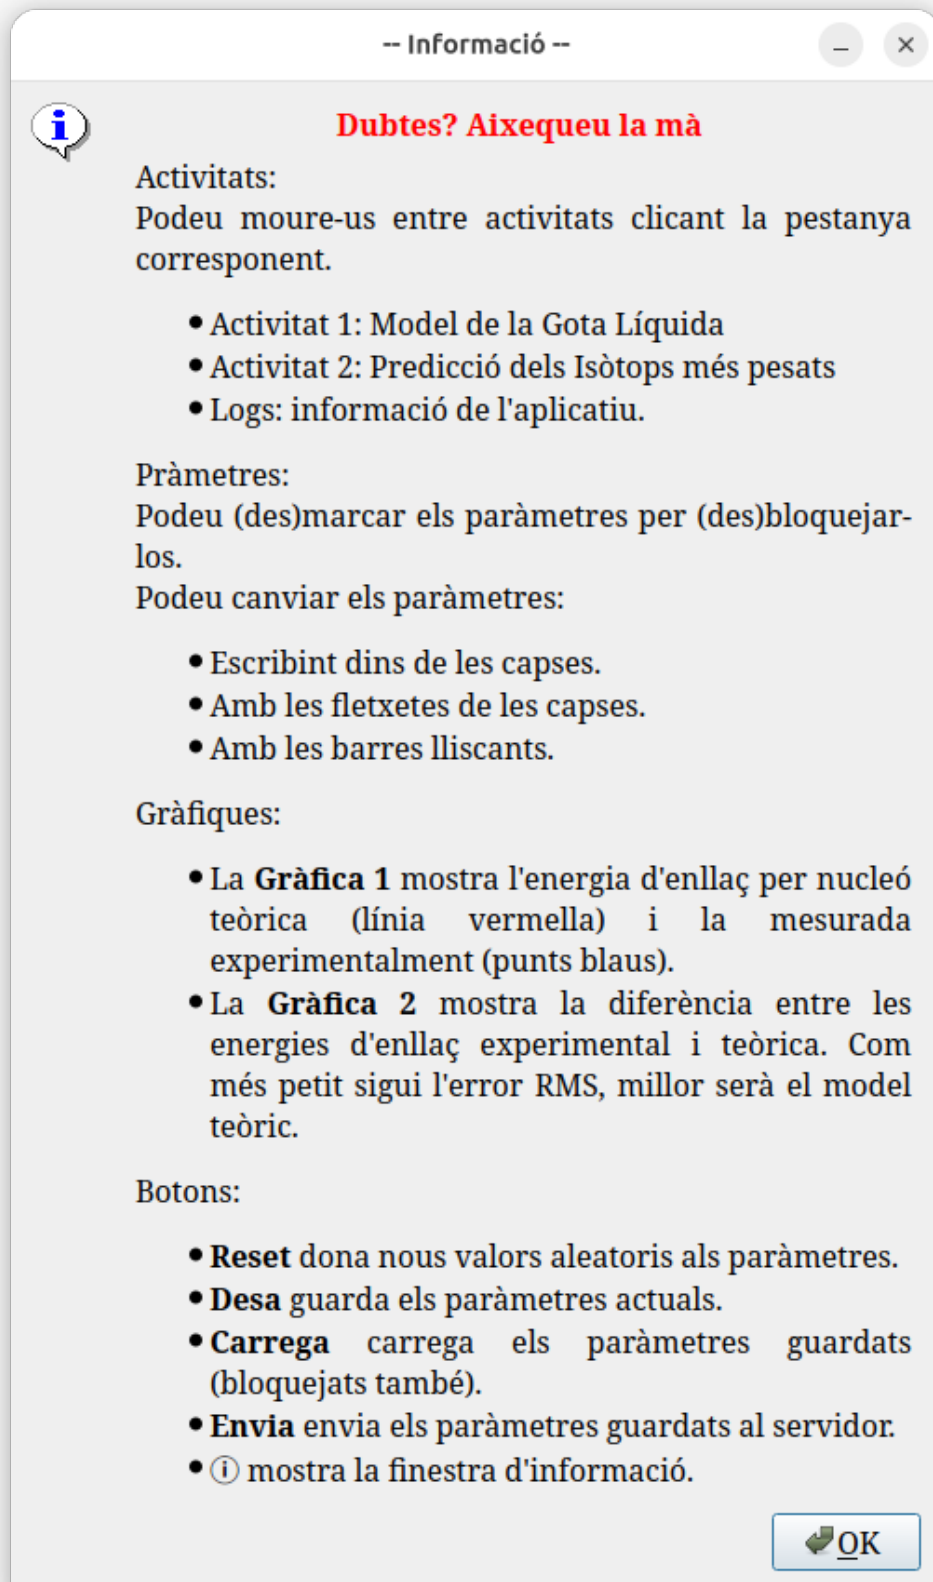 -- Informació --
Dubtes? Aixequeu la mà
Activitats:
Podeu moure-us entre activitats clicant la pestanya
corresponent.
• Activitat 1: Model de la Gota Líquida
• Activitat 2: Predicció dels Isòtops més pesats
• Logs: informació de l'aplicatiu.
Pràmetres:
Podeu (des)marcar els paràmetres per (des)bloquejar-
los.
Podeu canviar els paràmetres:
• Escribint dins de les capses.
• Amb les fletxetes de les capses.
• Amb les barres lliscants.
Gràfiques:
• La Gràfica 1 mostra l'energia d'enllaç per nucleó
teòrica (línia vermella) i la mesurada
experimentalment (punts blaus).
• La Gràfica 2 mostra la diferència entre les
energies d'enllaç experimental i teòrica. Com
més petit sigui l'error RMS, millor serà el model
teòric.
Botons:
• Reset dona nous valors aleatoris als paràmetres.
• Desa guarda els paràmetres actuals.
• Carrega carrega els paràmetres guardats
(bloquejats també).
• Envia envia els paràmetres guardats al servidor.
• ⓘ mostra la finestra d'informació.
OK